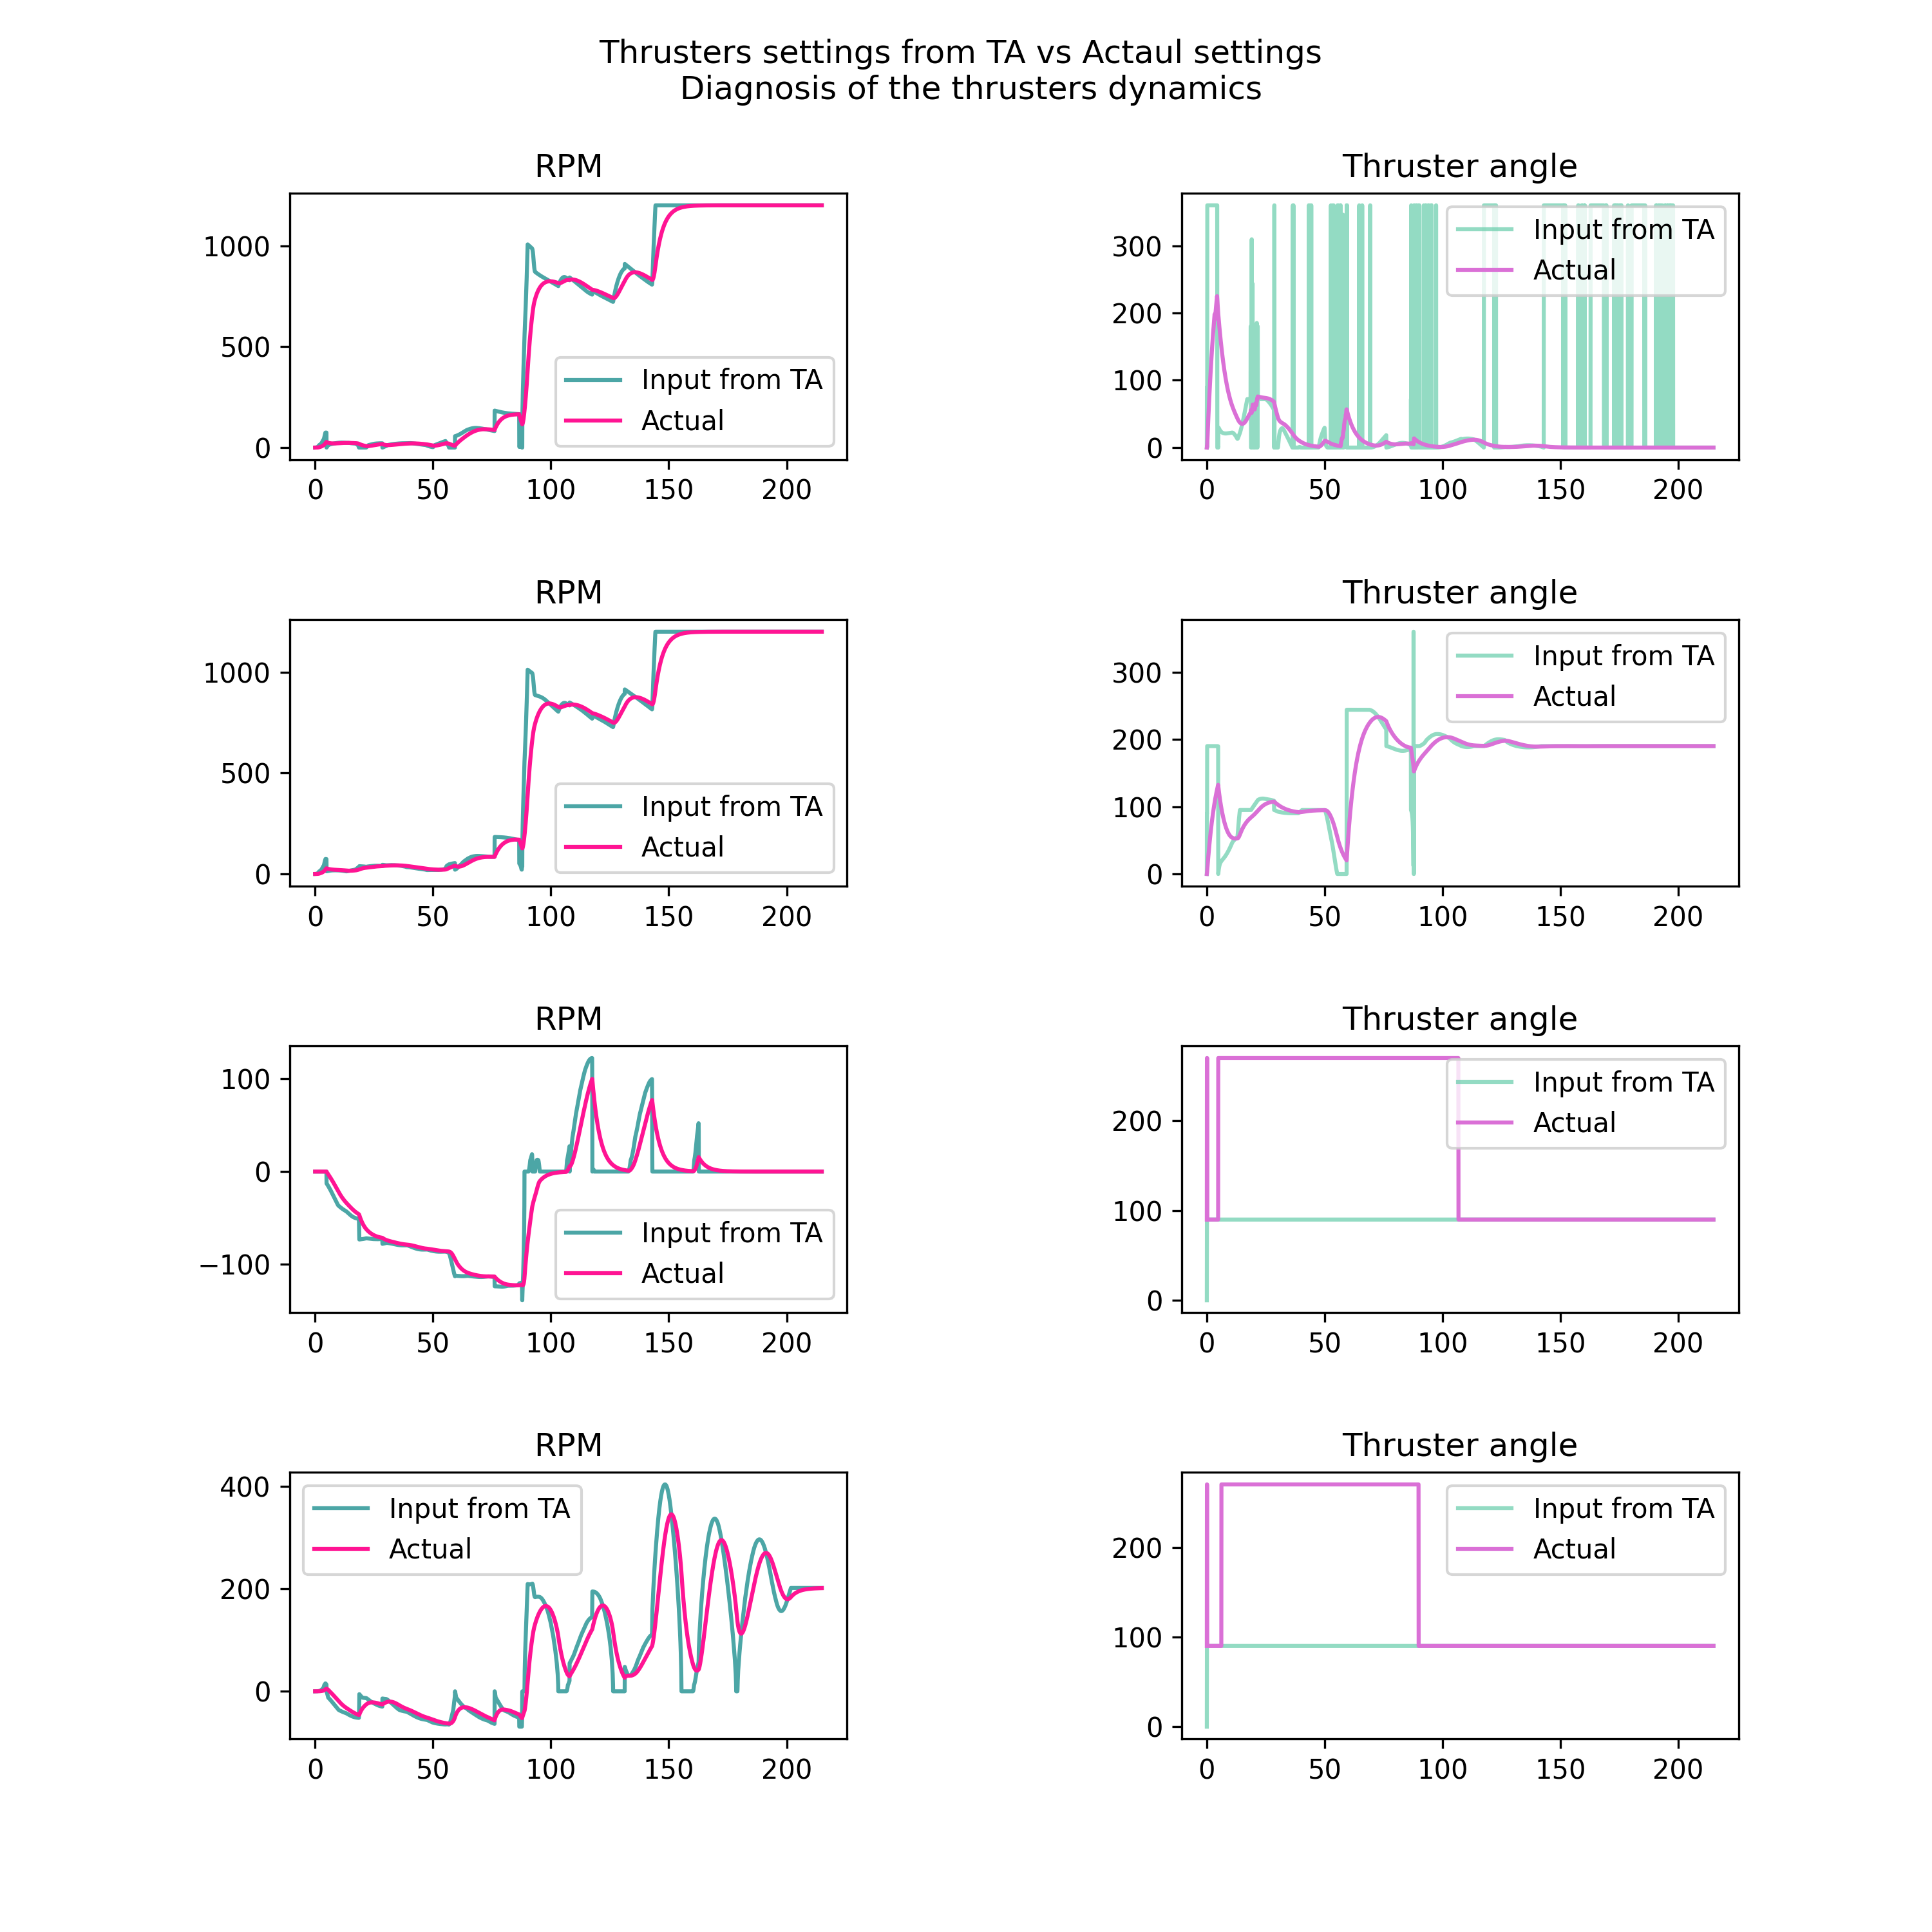 Thrusters settings from TA vs Actaul settings
Diagnosis of the thrusters dynamics
RPM
1000
500
0
Input from TA
Actual
0 50 100 150 200
Thruster angle
300
200
100
0
Input from TA
Actual
0 50 100 150 200
RPM
1000
500
0
Input from TA
Actual
0 50 100 150 200
Thruster angle
300
200
100
0
Input from TA
Actual
0 50 100 150 200
RPM
100
0
−100
Input from TA
Actual
0 50 100 150 200
Thruster angle
200
100
0
Input from TA
Actual
0 50 100 150 200
RPM
400
200
0
Input from TA
Actual
0 50 100 150 200
Thruster angle
200
100
0
Input from TA
Actual
0 50 100 150 200